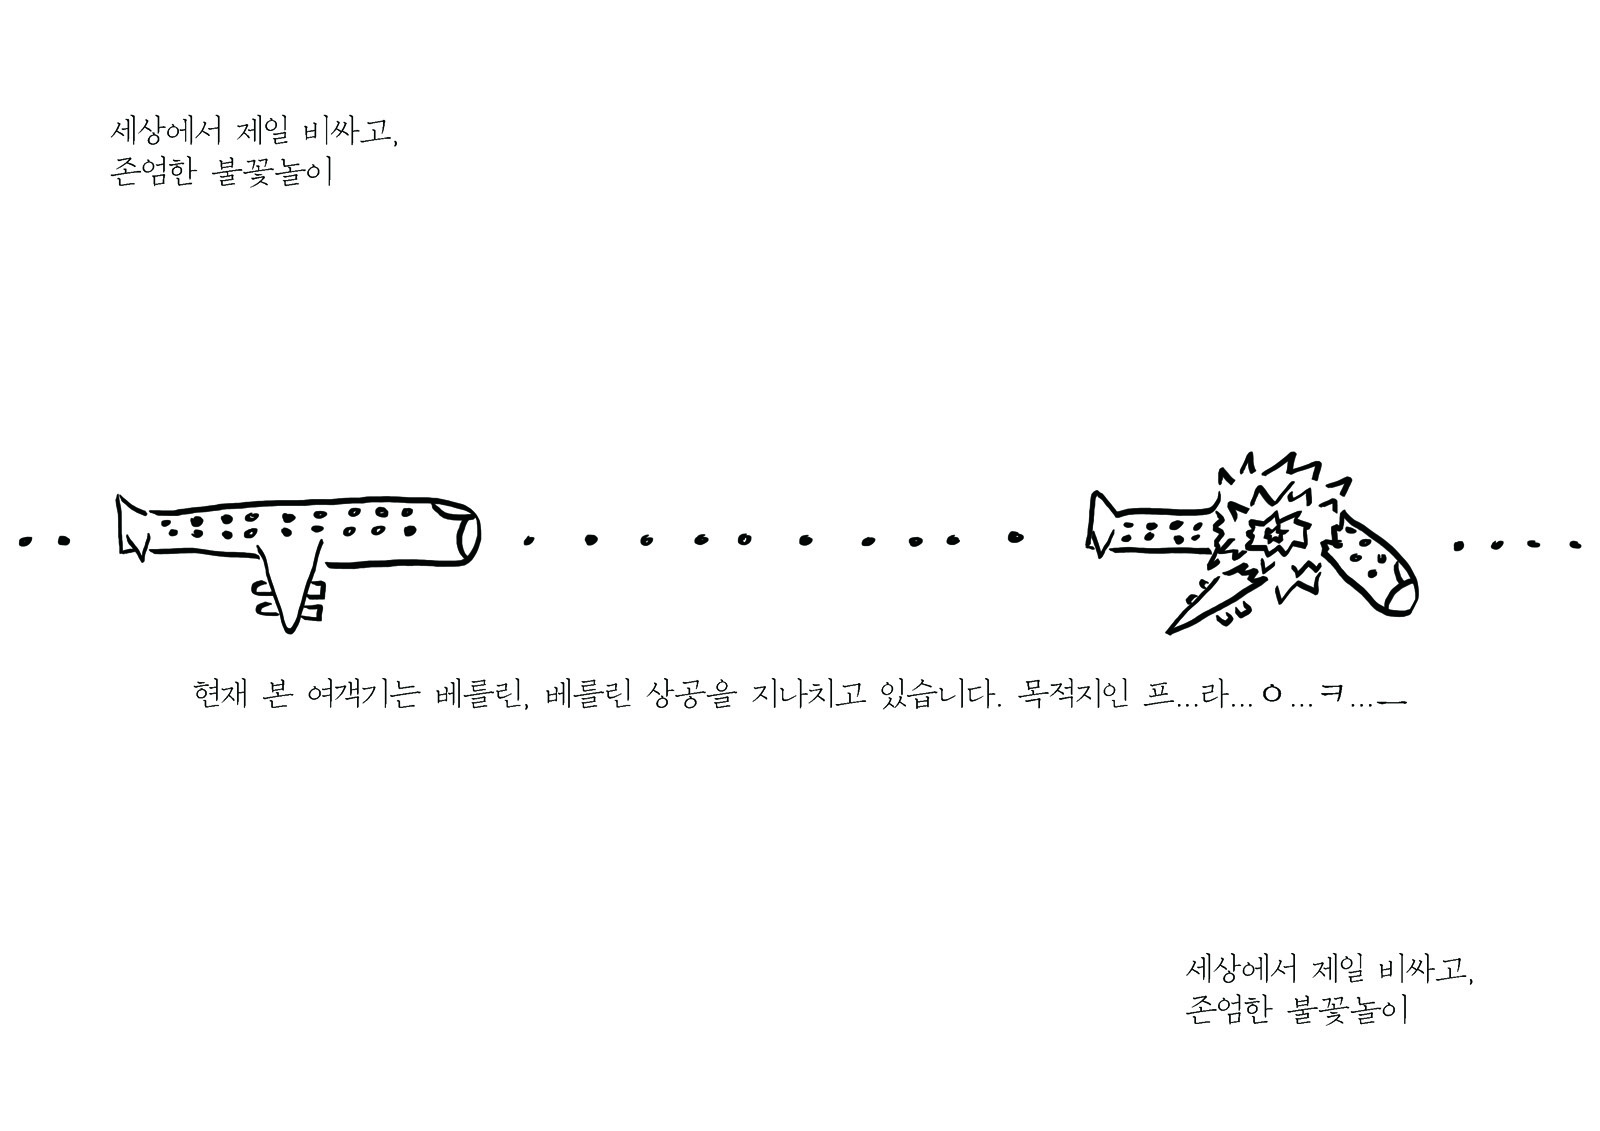 세상에서 제일 비싸고,
존엄한 불꽃놀이
현재 본 여객기는 베를린, 베를린 상공을 지나치고 있습니다. 목적지인 프...라...ㅇ...ㅋ...ㅡ
세상에서 제일 비싸고,
존엄한 불꽃놀이